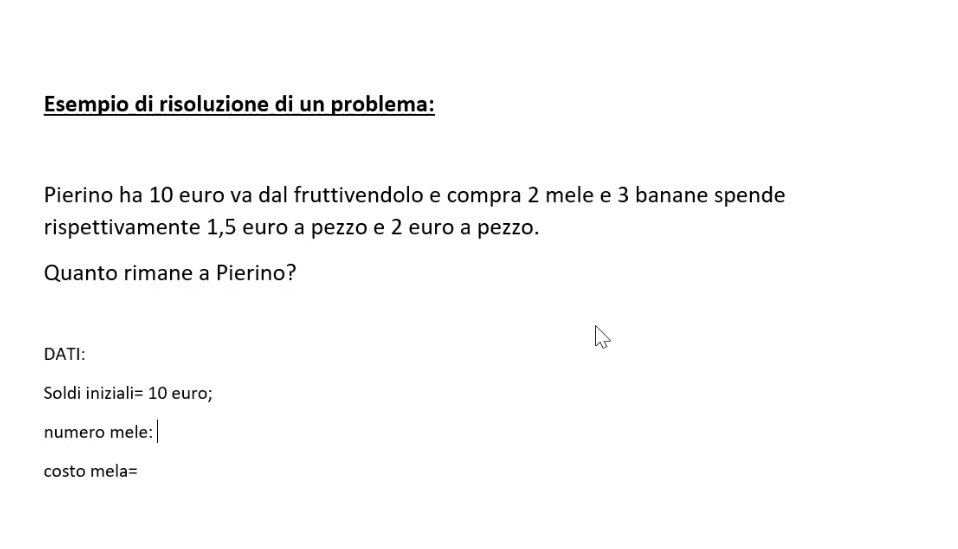 Esempio di risoluzione di un problema:
Pierino ha 10 euro va dal fruttivendolo e compra 2 mele e 3 banane spende
rispettivamente 1,5 euro a pezzo e 2 euro a pezzo.
Quanto rimane a Pierino?
DATI:
Soldi iniziali= 10 euro;
numero mele:
costo mela=